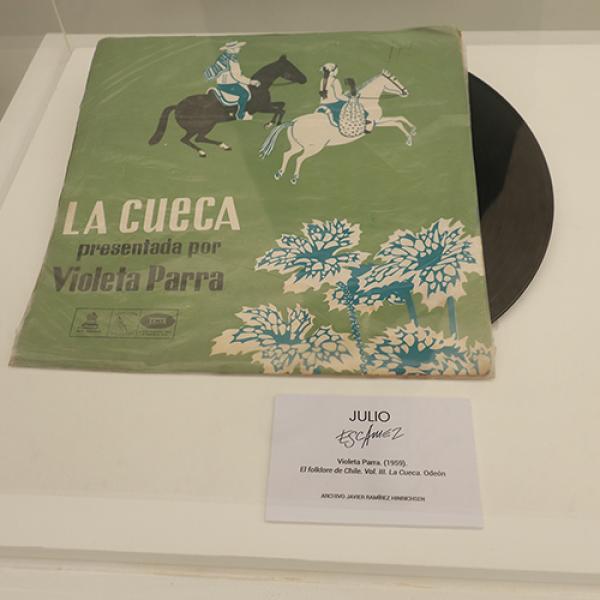 LA CUECA
presentada por
Violeta Parra
JULIO
ESCÁMEZ
Violeta Parra. (1959).
El folklore de Chile. Vol. III. La Cueca. Odeón
ARCHIVO JAVIER RAMÍREZ HINRICHSEN